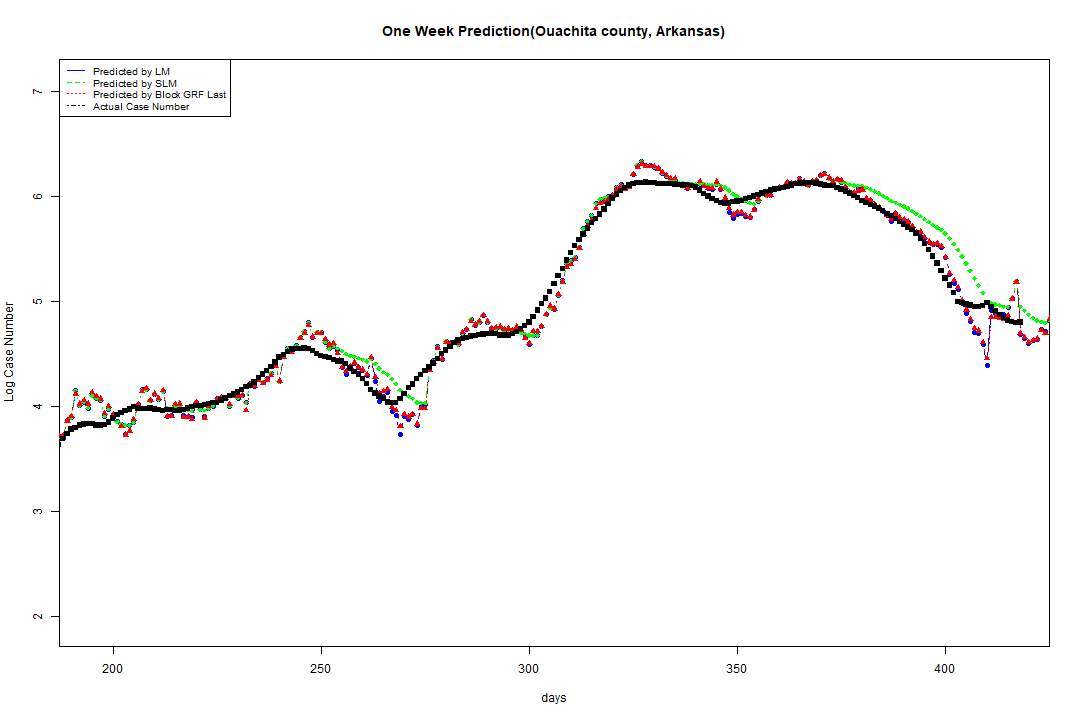 One Week Prediction(Ouachita county, Arkansas)
Predicted by LM
Predicted by SLM
Predicted by Block GRF Last
Actual Case Number
Log Case Number
7
6
5
4
3
2
200 250 300 350 400
days